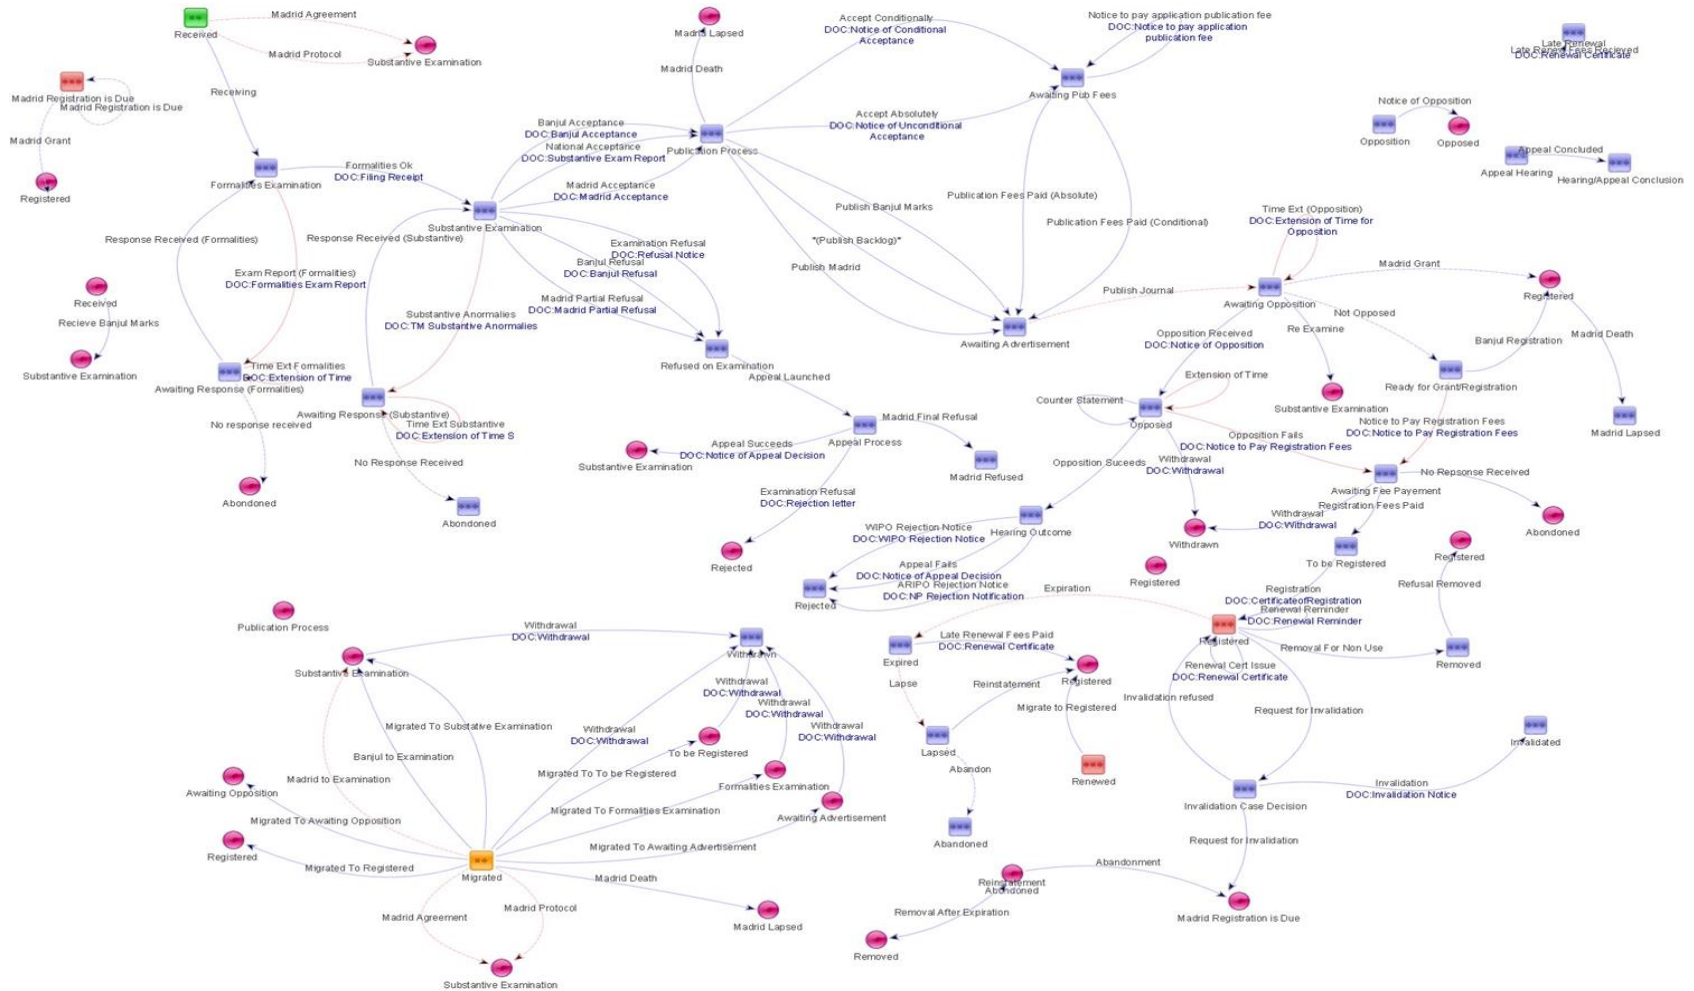 Madrid Agreement
Received
Madrid Protocol
Substantive Examination
Receiving
Madrid Registration is Due
Madrid Registration is Due
Madrid Grant
Registered
Formalities Ok
DOC:Filing Receipt
Formalities Examination
Response Received (Formalities)
Exam Report (Formalities)
DOC:Formalities Exam Report
Received
Recieve Banjul Marks
Substantive Examination
Time Ext Formalities
DOC:Extension of Time
Awaiting Response (Formalities)
No response received
Abondoned
Response Received (Substantive)
Substantive Anormalies
DOC:TM Substantive Anormalies
Awaiting Response (Substantive)
Time Ext Substantive
DOC:Extension of Time S
No Response Received
Abondoned
Substantive Examination
Banjul Acceptance
DOC:Banjul Acceptance
National Acceptance
DOC:Substantive Exam Report
Madrid Acceptance
DOC:Madrid Acceptance
Madrid Lapsed
Madrid Death
Publication Process
Accept Conditionally
DOC:Notice of Conditional
Acceptance
Accept Absolutely
DOC:Notice of Unconditional
Acceptance
Notice to pay application publication fee
DOC:Notice to pay application
publication fee
Awaiting Pub Fees
Publication Fees Paid (Absolute)
Publication Fees Paid (Conditional)
Publish Banjul Marks
"(Publish Backlog)"
Publish Madrid
Awaiting Advertisement
Examination Refusal
DOC:Refusal Notice
Banjul Refusal
DOC:Banjul Refusal
Madrid Partial Refusal
DOC:Madrid Partial Refusal
Refused on Examination
Appeal Launched
Appeal Process
Madrid Final Refusal
Madrid Refused
Appeal Succeeds
DOC:Notice of Appeal Decision
Substantive Examination
Examination Refusal
DOC:Rejection letter
Rejected
Late Renewal
Late Renew Fees Recieved
DOC:Renewal Certificate
Notice of Opposition
Opposition
Opposed
Appeal Concluded
Appeal Hearing
Hearing/Appeal Conclusion
Time Ext (Opposition)
DOC:Extension of Time for
Opposition
Publish Journal
Awaiting Opposition
Madrid Grant
Registered
Not Opposed
Re Examine
Substantive Examination
Banjul Registration
Madrid Death
Madrid Lapsed
Ready for Grant/Registration
Opposition Received
DOC:Notice of Opposition
Extension of Time
Counter Statement
Opposed
Notice to Pay Registration Fees
DOC:Notice to Pay Registration Fees
Opposition Fails
DOC:Notice to Pay Registration Fees
Opposition Suceeds
Withdrawal
DOC:Withdrawal
No Repsonse Received
Awaiting Fee Payement
Registration Fees Paid
Abondoned
Withdrawal
DOC:Withdrawal
Withdrawn
To be Registered
Hearing Outcome
WIPO Rejection Notice
DOC:WIPO Rejection Notice
Appeal Fails
DOC:Notice of Appeal Decision
ARIPO Rejection Notice
DOC:NP Rejection Notification
Rejected
Registered
Registered
Refusal Removed
Removed
Registration
DOC:CertificateofRegistration
Renewal Reminder
DOC:Renewal Reminder
Registered
Removal For Non Use
Renewal Cert Issue
DOC:Renewal Certificate
Expiration
Expired
Late Renewal Fees Paid
DOC:Renewal Certificate
Registered
Lapse
Reinstatement
Migrate to Registered
Lapsed
Renewed
Abandon
Abandoned
Invalidation refused
Request for Invalidation
Invalidation Case Decision
Invalidated
Invalidation
DOC:Invalidation Notice
Request for Invalidation
Madrid Registration is Due
Abandonment
Reinstatement
Abondoned
Removal After Expiration
Removed
Publication Process
Substantive Examination
Withdrawal
DOC:Withdrawal
Withdrawn
Withdrawal
DOC:Withdrawal
Withdrawal
DOC:Withdrawal
Withdrawal
DOC:Withdrawal
Withdrawal
DOC:Withdrawal
Migrated To Substative Examination
Banjul to Examination
Madrid to Examination
To be Registered
Migrated To To be Registered
Formalities Examination
Migrated To Formalities Examination
Awaiting Advertisement
Migrated To Awaiting Advertisement
Awaiting Opposition
Migrated To Awaiting Opposition
Registered
Migrated To Registered
Migrated
Madrid Death
Madrid Lapsed
Madrid Agreement
Madrid Protocol
Substantive Examination